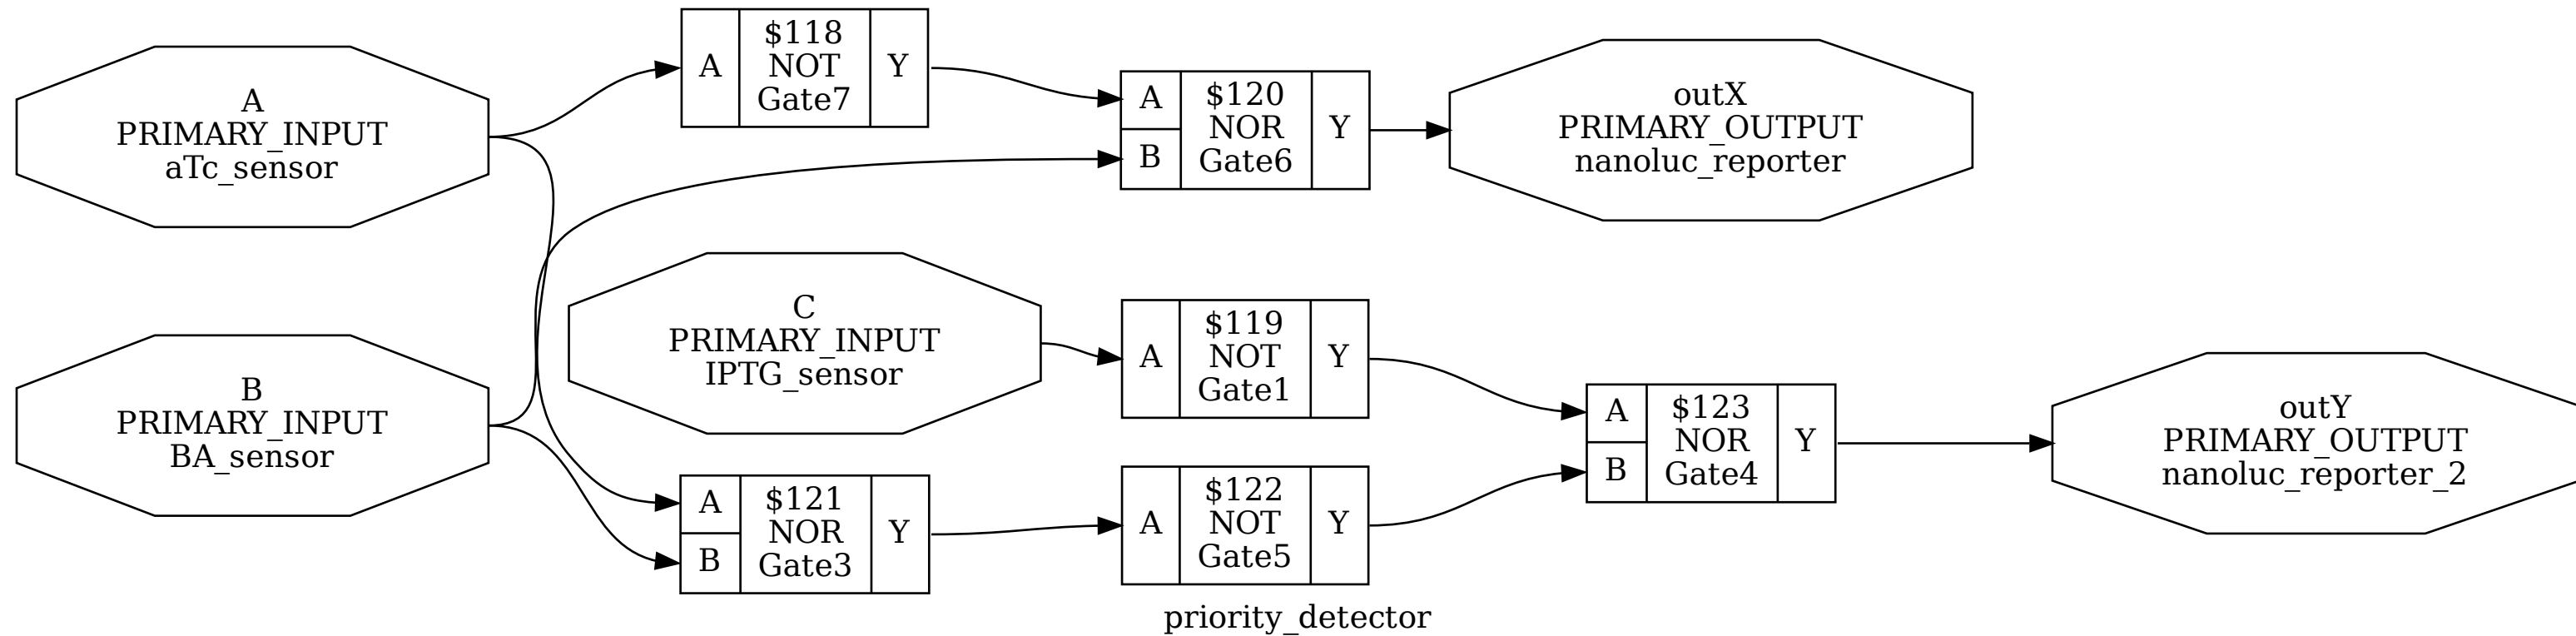 A
PRIMARY_INPUT
aTc_sensor
A
$118
NOT
Gate7
Y
A
B
$120
NOR
Gate6
Y
outX
PRIMARY_OUTPUT
nanoluc_reporter
B
PRIMARY_INPUT
BA_sensor
C
PRIMARY_INPUT
IPTG_sensor
A
$119
NOT
Gate1
Y
A
B
$121
NOR
Gate3
Y
A
$122
NOT
Gate5
Y
A
B
$123
NOR
Gate4
Y
outY
PRIMARY_OUTPUT
nanoluc_reporter_2
priority_detector